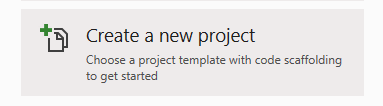 Create a new project
Choose a project template with code scaffolding
to get started